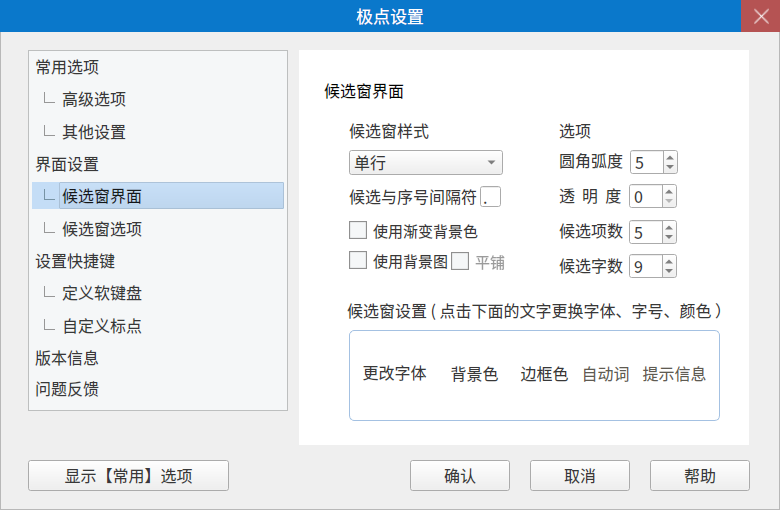 极点设置
常用选项
高级选项
其他设置
界面设置
候选窗界面
候选窗选项
设置快捷键
定义软键盘
自定义标点
版本信息
问题反馈
候选窗界面
候选窗样式
单行
候选与序号间隔符 .
使用渐变背景色
使用背景图 平铺
选项
圆角弧度 5
透 明 度 0
候选项数 5
候选字数 9
候选窗设置 ( 点击下面的文字更换字体、字号、颜色 )
更改字体 背景色 边框色 自动词 提示信息
显示【常用】选项 确认 取消 帮助